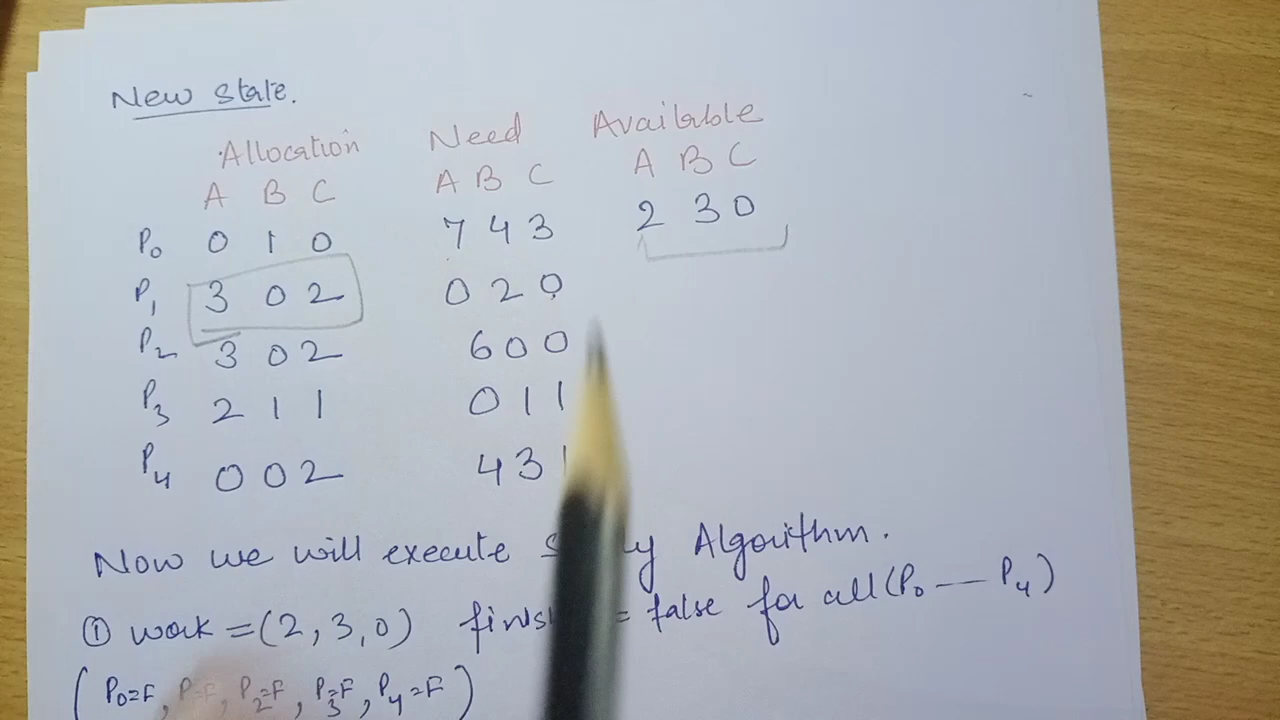 New state.
Allocation Need Available
A B C A B C A B C
P0 0 1 0 7 4 3 2 3 0
P1 3 0 2 0 2 0
P2 3 0 2 6 0 0
P3 2 1 1 0 1 1
P4 0 0 2 4 3
Now we will execute Algorithm.
① work = (2, 3, 0) = false for all (P0 — P4)
(P0=F, P2=F, P3=F, P4=F)